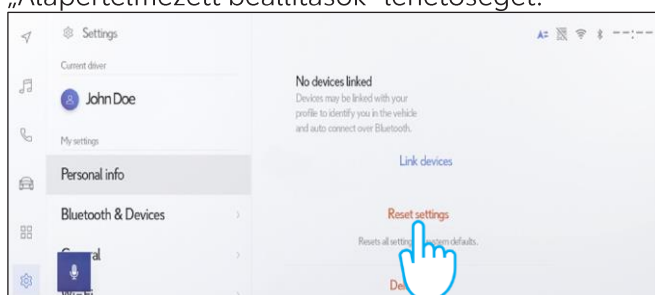 „Alapértelmezett beállítások” lehetőséget.
Settings
--:--
Current driver
John Doe
My settings
Personal info
Bluetooth & Devices
No devices linked
Devices may be linked with your
profile to identify you in the vehicle
and auto connect over Bluetooth.
Link devices
Reset settings
Resets all settings system defaults.